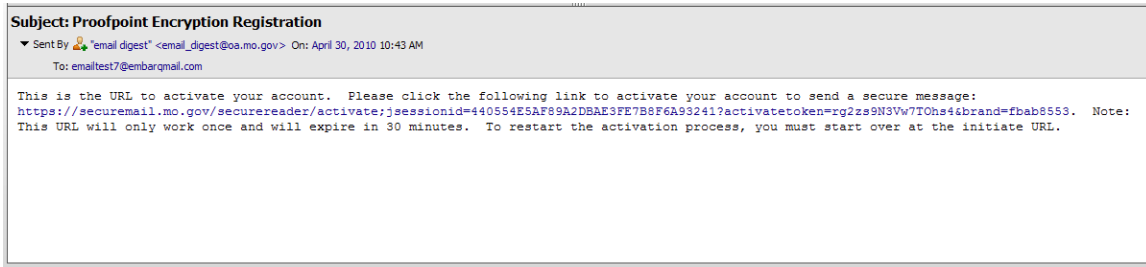 Subject: Proofpoint Encryption Registration
Sent By "email digest" <email_digest@oa.mo.gov> On: April 30, 2010 10:43 AM
To: emailtest7@embarqmail.com
This is the URL to activate your account. Please click the following link to activate your account to send a secure message:
https://securemail.mo.gov/securereader/activate;jsessionid=440554E5AF89A2DBAE3FE7B8F6A93241?activatetoken=rg2zs9N3Vw7TOhs4&brand=fbab8553. Note:
This URL will only work once and will expire in 30 minutes. To restart the activation process, you must start over at the initiate URL.